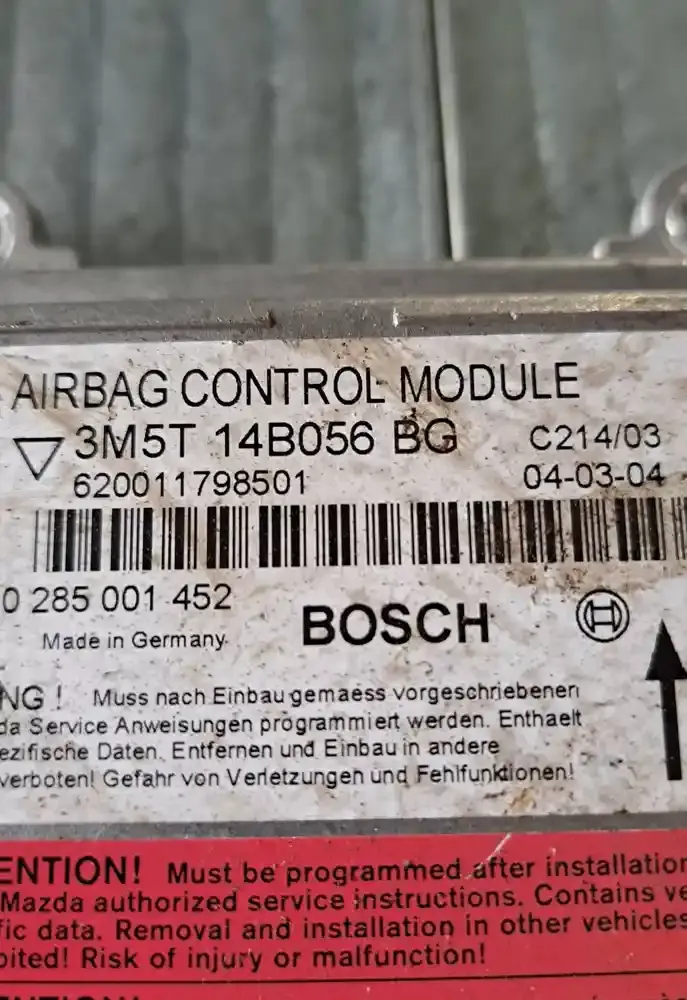 AIRBAG CONTROL MODULE
3M5T 14B056 BG C214/03
620011798501 04-03-04
0 285 001 452
BOSCH
Made in Germany
NG ! Muss nach Einbau gemaess vorgeschriebenen
da Service Anweisungen programmiert werden. Enthaelt
ezifische Daten. Entfernen und Einbau in andere
verboten! Gefahr von Verletzungen und Fehlfunktionen!
ENTION! Must be programmed after installation
Mazda authorized service instructions. Contains ve
fic data. Removal and installation in other vehicles
bited! Risk of injury or malfunction!